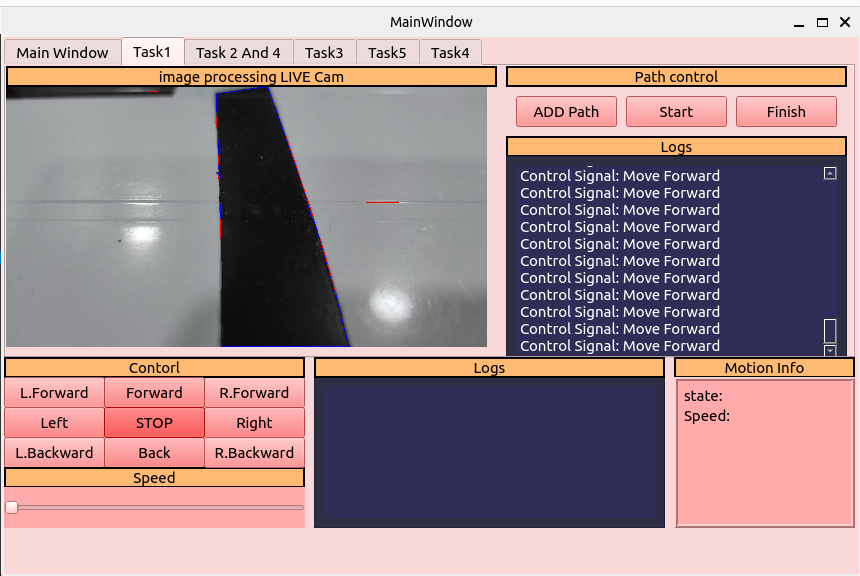 MainWindow
Main Window
Task1
Task 2 And 4
Task3
Task5
Task4
image processing LIVE Cam
Path control
ADD Path
Start
Finish
Logs
Control Signal: Move Forward
Control Signal: Move Forward
Control Signal: Move Forward
Control Signal: Move Forward
Control Signal: Move Forward
Control Signal: Move Forward
Control Signal: Move Forward
Control Signal: Move Forward
Control Signal: Move Forward
Control Signal: Move Forward
Control Signal: Move Forward
Contorl
L.Forward
Forward
R.Forward
Left
STOP
Right
L.Backward
Back
R.Backward
Speed
Logs
Motion Info
state:
Speed: